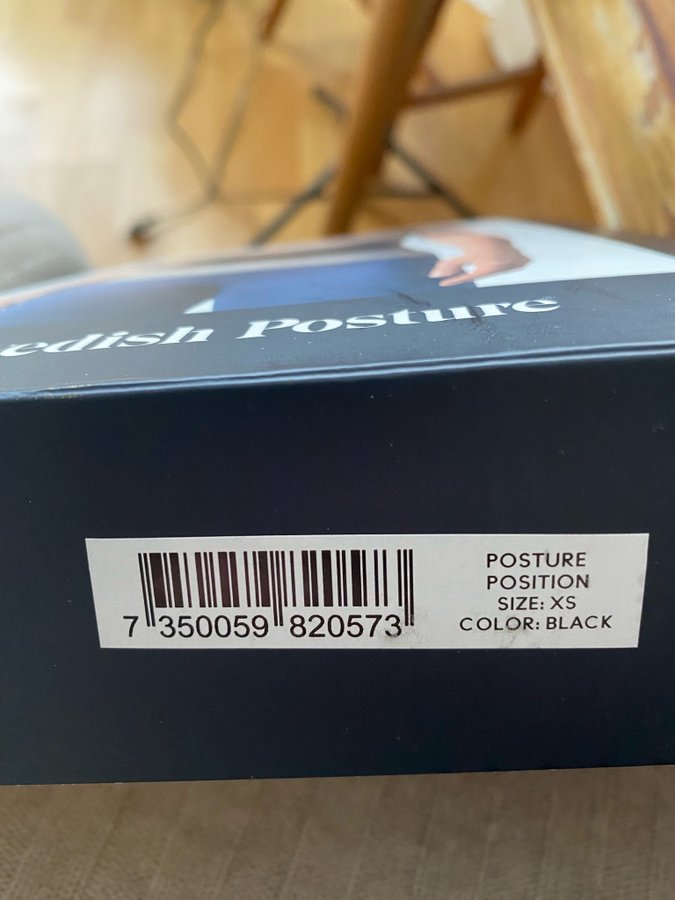 edish Posture
POSTURE
POSITION
SIZE: XS
COLOR: BLACK
7 350059 820573